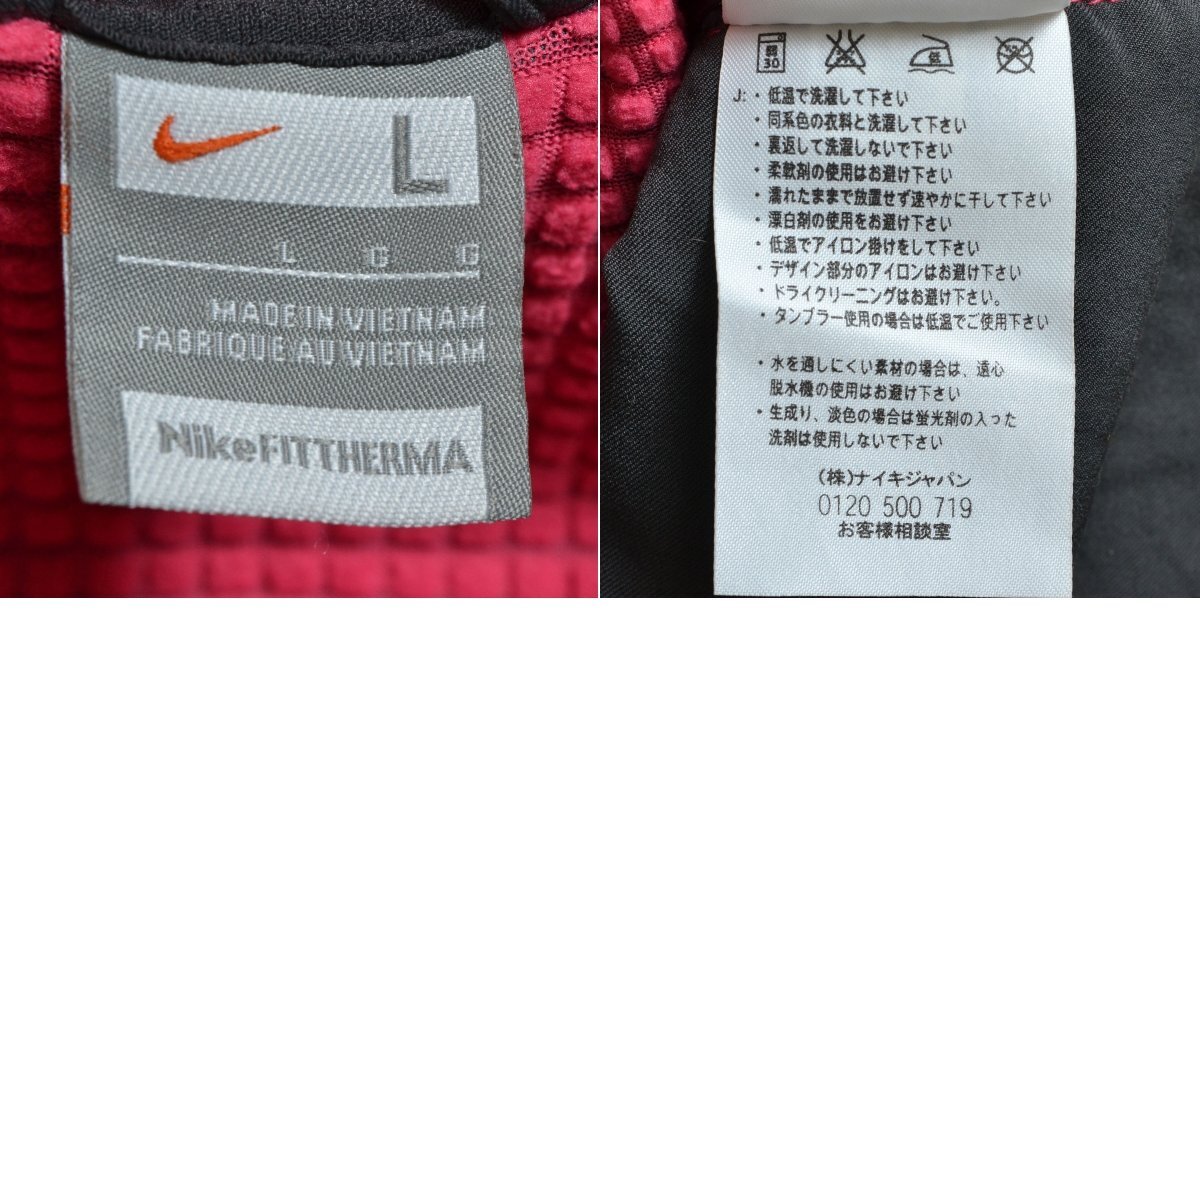 L
L G G
MADE IN VIETNAM
FABRIQUE AU VIETNAM
NikeFITTHERMA
弱
30
低
J:・低温で洗濯して下さい
・同系色の衣料と洗濯して下さい
・裏返して洗濯しないで下さい
・柔軟剤の使用はお避け下さい
・濡れたままで放置せず速やかに干して下さい
・漂白剤の使用をお避け下さい
・低温でアイロン掛けをして下さい
・デザイン部分のアイロンはお避け下さい
・ドライクリーニングはお避け下さい。
・タンブラー使用の場合は低温でご使用下さい
・水を通しにくい素材の場合は、遠心
脱水機の使用はお避け下さい
・生成り、淡色の場合は蛍光剤の入った
洗剤は使用しないで下さい
(株)ナイキジャパン
0120 500 719
お客様相談室